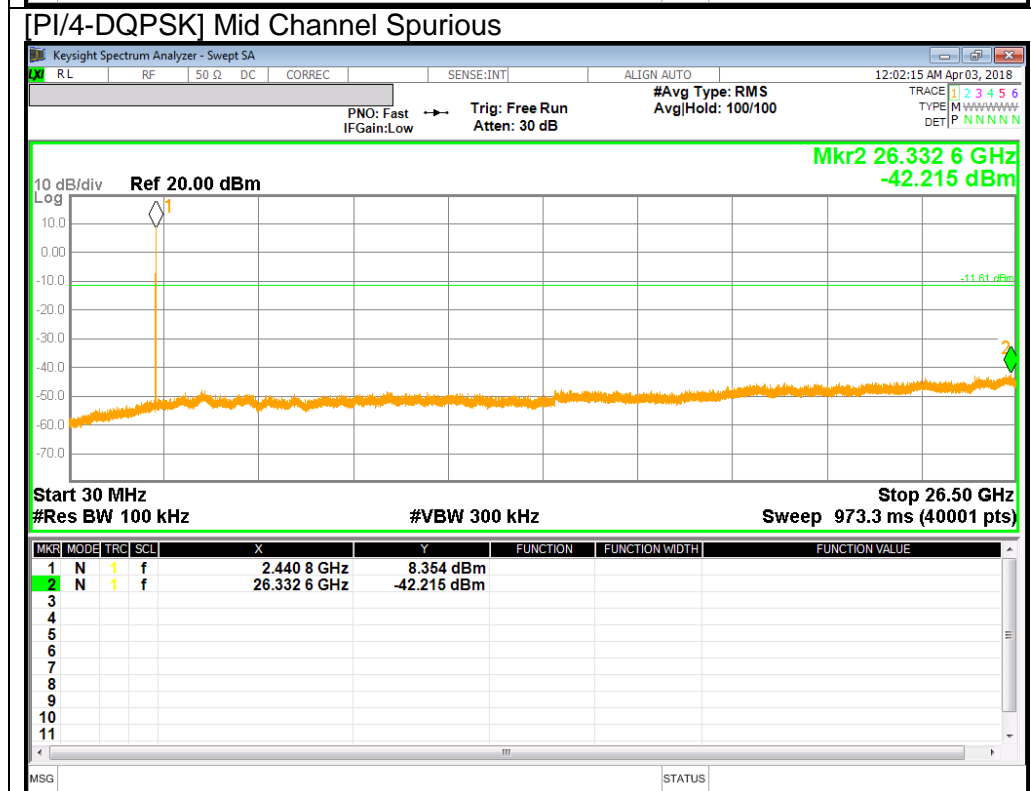 [PI/4-DQPSK] Mid Channel Spurious
Keysight Spectrum Analyzer - Swept SA
LXI RL RF 50 Ω DC CORREC SENSE:INT ALIGN AUTO 12:02:15 AM Apr 03, 2018
PNO: Fast Trig: Free Run #Avg Type: RMS TRACE 1 2 3 4 5 6
IFGain:Low Atten: 30 dB Avg|Hold: 100/100 TYPE M WWWWW
DET P N N N N N
Mkr2 26.332 6 GHz
-42.215 dBm
10 dB/div Ref 20.00 dBm
Log
1
10.0
0.00
-10.0
-11.61 dBm
-20.0
-30.0
2
-40.0
-50.0
-60.0
-70.0
Start 30 MHz Stop 26.50 GHz
#Res BW 100 kHz #VBW 300 kHz Sweep 973.3 ms (40001 pts)
MKR MODE TRC SCL X Y FUNCTION FUNCTION WIDTH FUNCTION VALUE
1 N 1 f 2.440 8 GHz 8.354 dBm
2 N 1 f 26.332 6 GHz -42.215 dBm
3
4
5
6
7
8
9
10
11
MSG STATUS